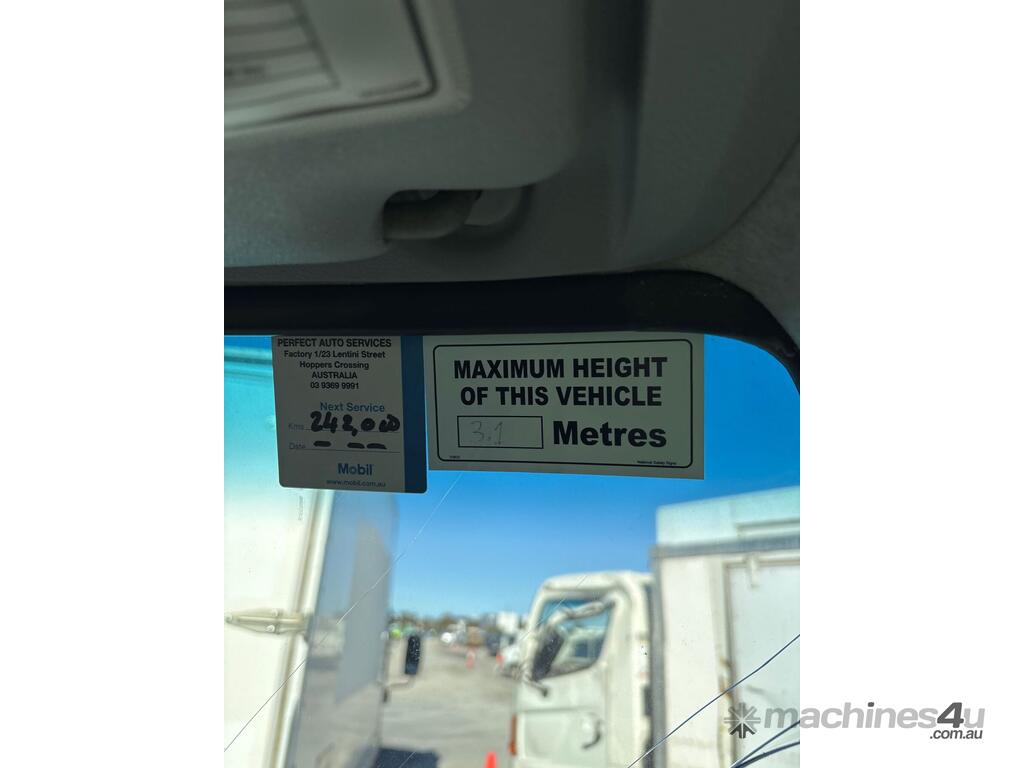 PERFECT AUTO SERVICES
Factory 1/23 Lentini Street
Hoppers Crossing
AUSTRALIA
03 9369 9991
Next Service
Kms 242,000
Date
Mobil
www.mobil.com.au
MAXIMUM HEIGHT
OF THIS VEHICLE
3.1 Metres
National Safety Signs
machines4u
.com.au